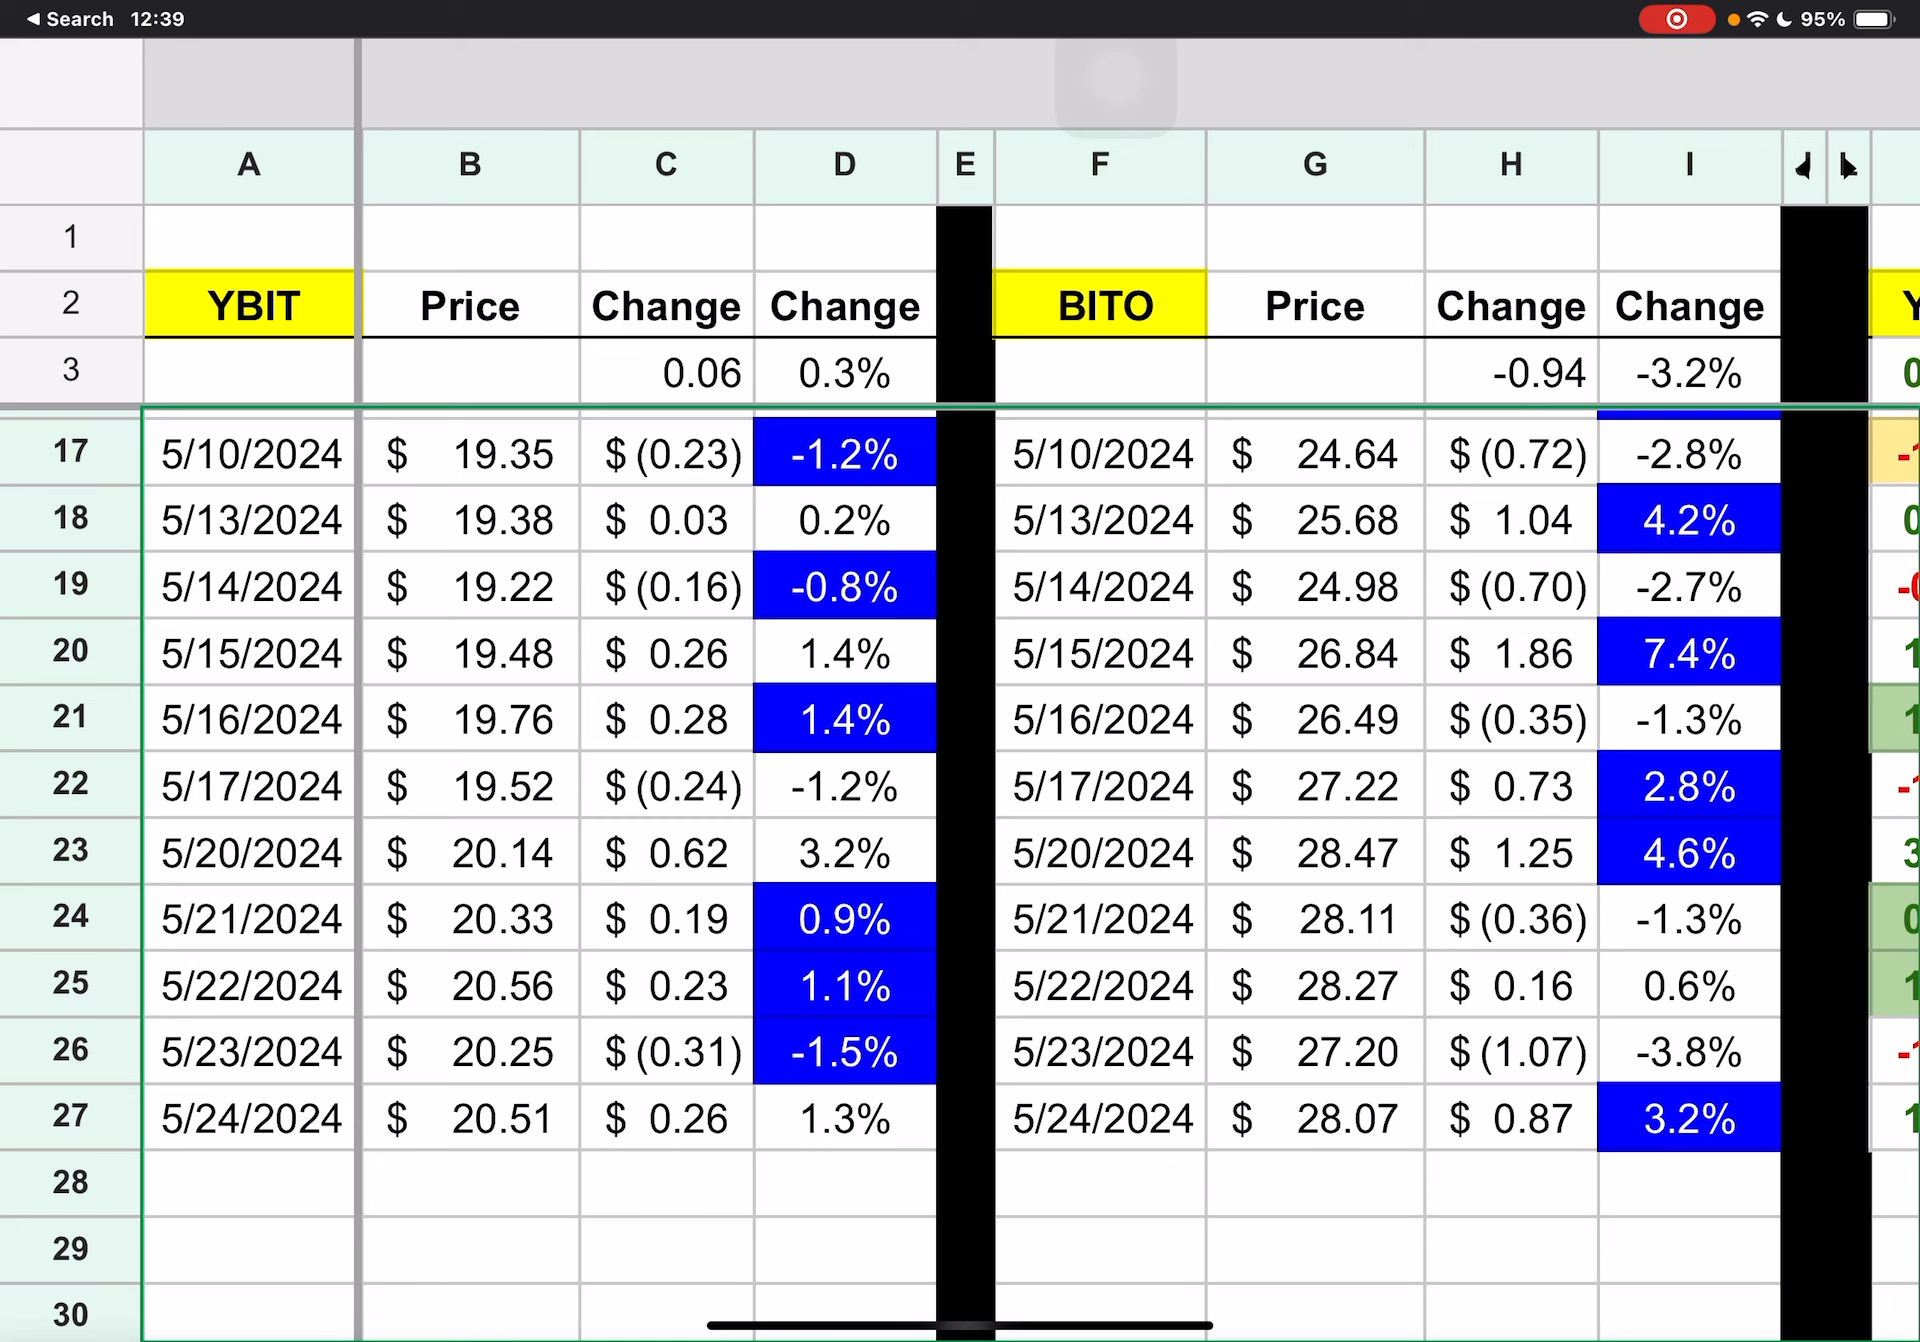 ◀ Search 12:39 95%
A B C D E F G H I
1
2 YBIT Price Change Change BITO Price Change Change Y
3 0.06 0.3% -0.94 -3.2% 0
17 5/10/2024 $ 19.35 $ (0.23) -1.2% 5/10/2024 $ 24.64 $ (0.72) -2.8% -1
18 5/13/2024 $ 19.38 $ 0.03 0.2% 5/13/2024 $ 25.68 $ 1.04 4.2% 0
19 5/14/2024 $ 19.22 $ (0.16) -0.8% 5/14/2024 $ 24.98 $ (0.70) -2.7% -0
20 5/15/2024 $ 19.48 $ 0.26 1.4% 5/15/2024 $ 26.84 $ 1.86 7.4% 1
21 5/16/2024 $ 19.76 $ 0.28 1.4% 5/16/2024 $ 26.49 $ (0.35) -1.3% 1
22 5/17/2024 $ 19.52 $ (0.24) -1.2% 5/17/2024 $ 27.22 $ 0.73 2.8% -1
23 5/20/2024 $ 20.14 $ 0.62 3.2% 5/20/2024 $ 28.47 $ 1.25 4.6% 3
24 5/21/2024 $ 20.33 $ 0.19 0.9% 5/21/2024 $ 28.11 $ (0.36) -1.3% 0
25 5/22/2024 $ 20.56 $ 0.23 1.1% 5/22/2024 $ 28.27 $ 0.16 0.6% 1
26 5/23/2024 $ 20.25 $ (0.31) -1.5% 5/23/2024 $ 27.20 $ (1.07) -3.8% -1
27 5/24/2024 $ 20.51 $ 0.26 1.3% 5/24/2024 $ 28.07 $ 0.87 3.2% 1
28
29
30